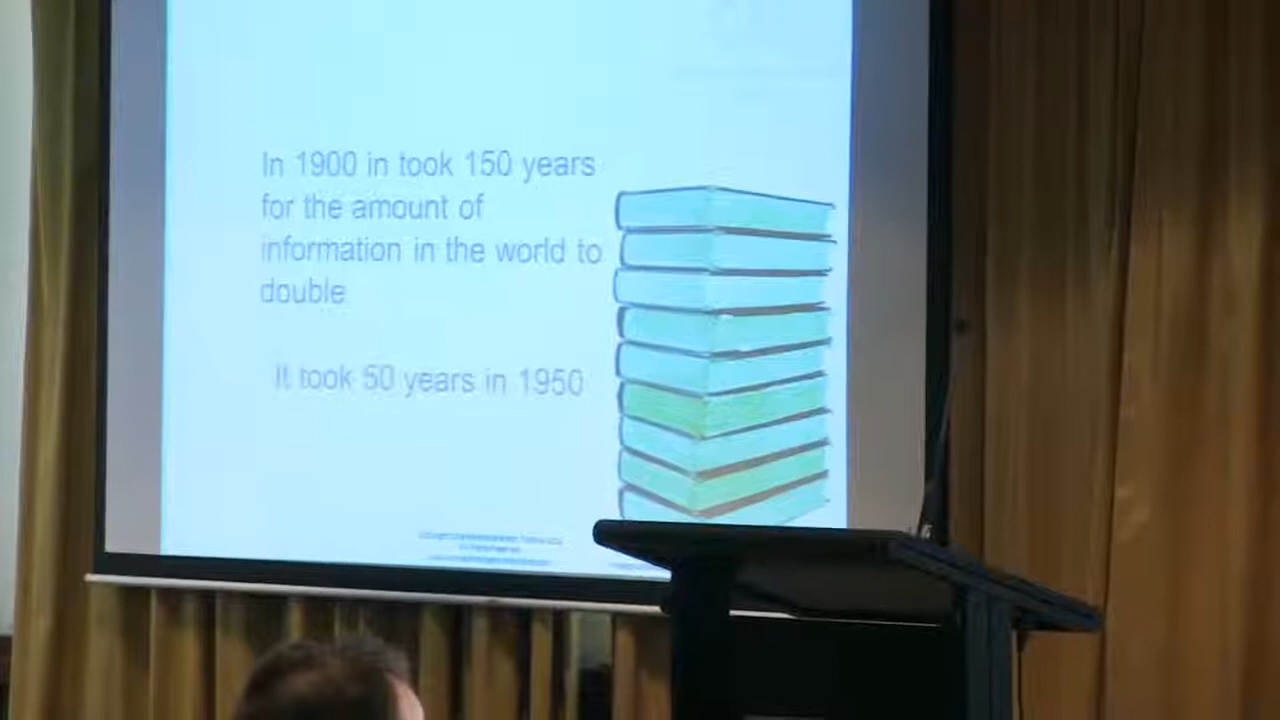 In 1900 in took 150 years
for the amount of
information in the world to
double
It took 50 years in 1950